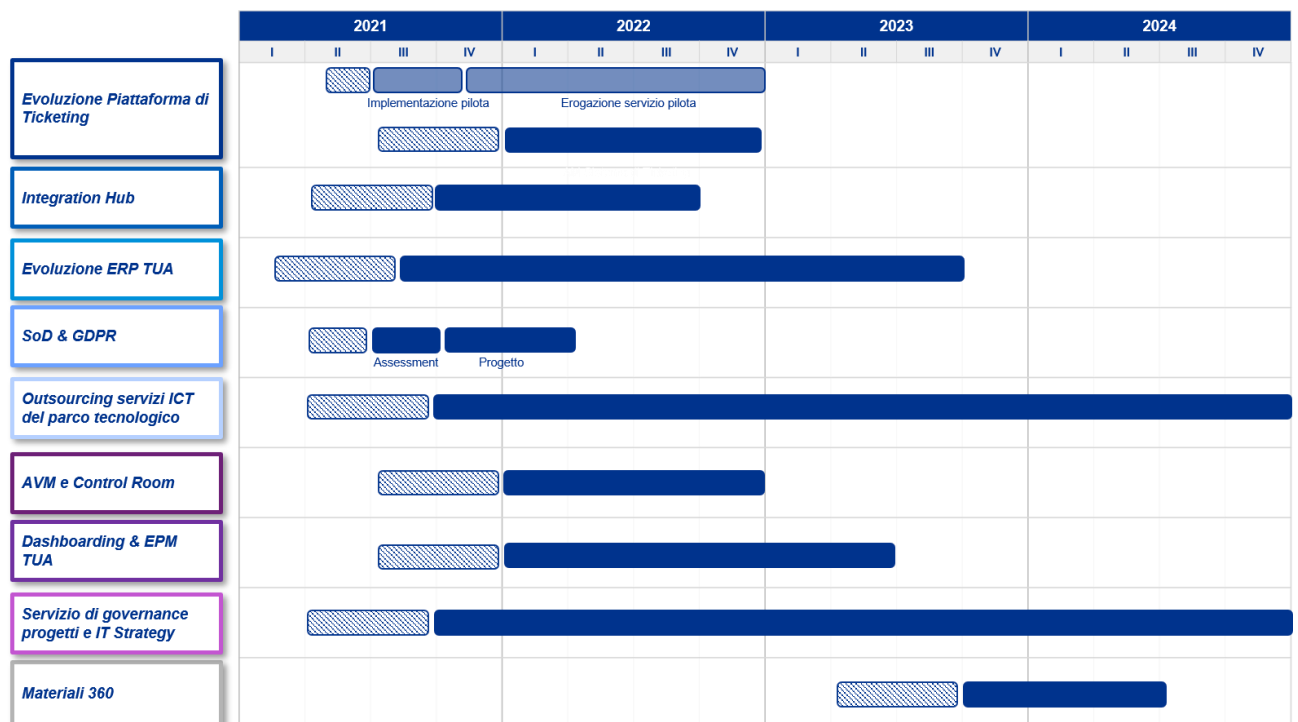 2021 2022 2023 2024
I II III IV I II III IV I II III IV I II III IV
Evoluzione Piattaforma di
Ticketing
Implementazione pilota Erogazione servizio pilota
Integration Hub
Evoluzione ERP TUA
SoD & GDPR
Assessment Progetto
Outsourcing servizi ICT
del parco tecnologico
AVM e Control Room
Dashboarding & EPM
TUA
Servizio di governance
progetti e IT Strategy
Materiali 360